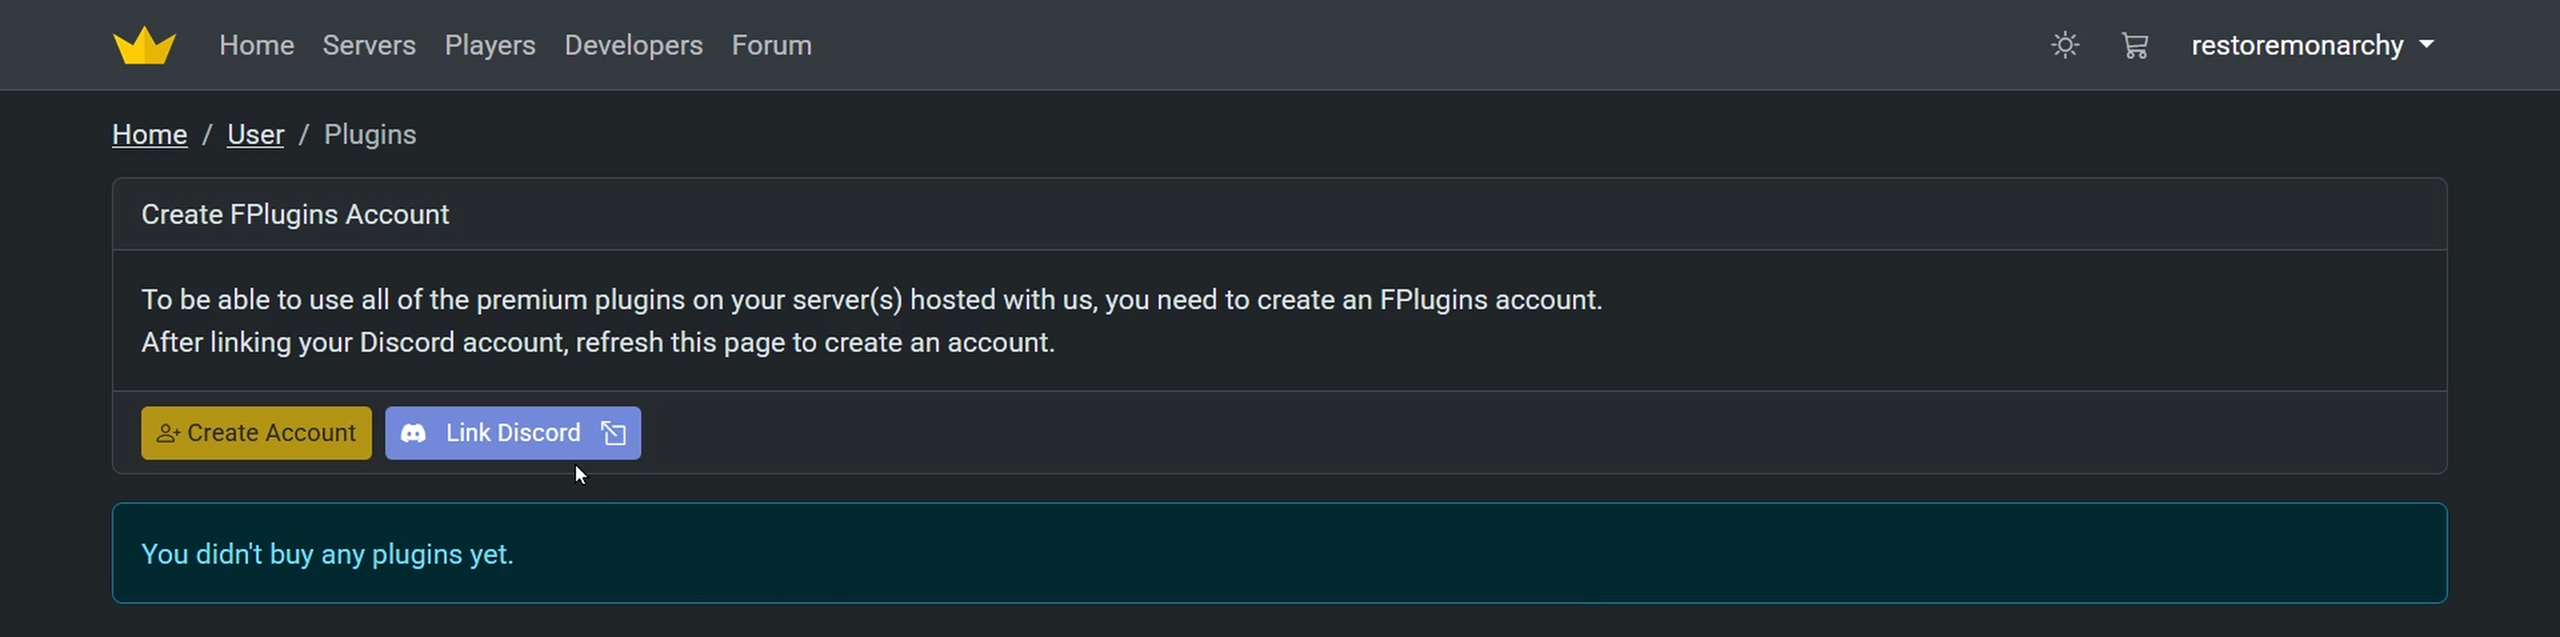 Home Servers Players Developers Forum restoremonarchy
Home / User / Plugins
Create FPlugins Account
To be able to use all of the premium plugins on your server(s) hosted with us, you need to create an FPlugins account.
After linking your Discord account, refresh this page to create an account.
Create Account Link Discord
You didn't buy any plugins yet.